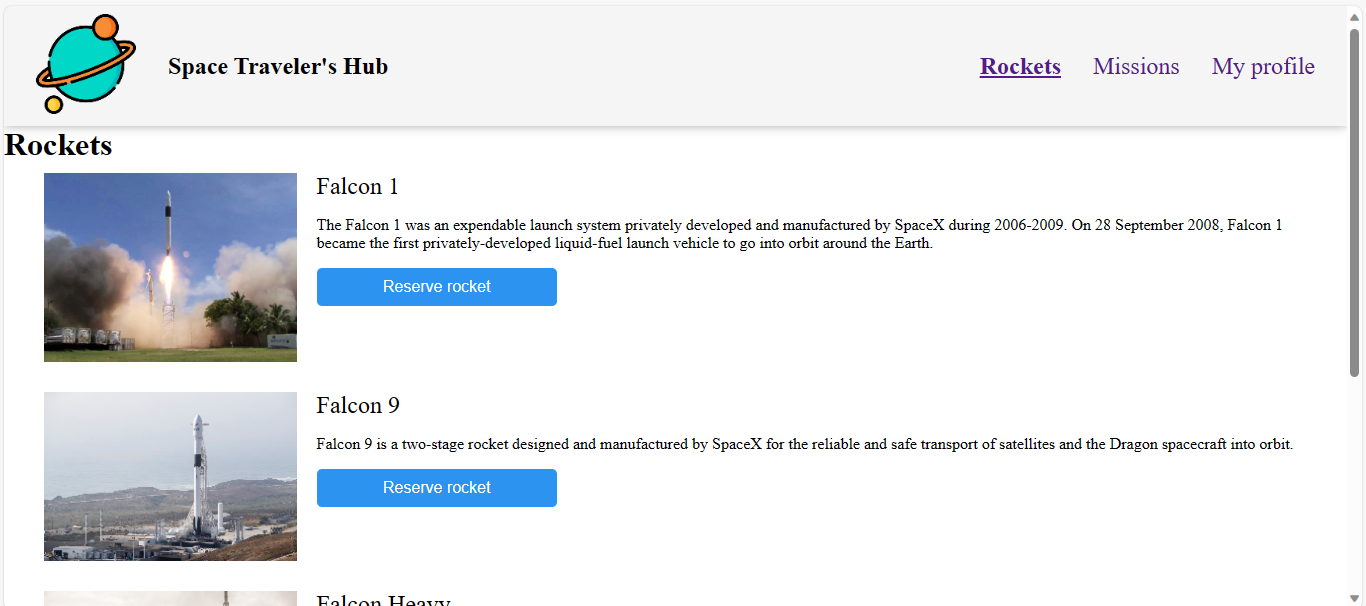 Space Traveler's Hub
Rockets Missions My profile
Rockets
Falcon 1
The Falcon 1 was an expendable launch system privately developed and manufactured by SpaceX during 2006-2009. On 28 September 2008, Falcon 1
became the first privately-developed liquid-fuel launch vehicle to go into orbit around the Earth.
Reserve rocket
Falcon 9
Falcon 9 is a two-stage rocket designed and manufactured by SpaceX for the reliable and safe transport of satellites and the Dragon spacecraft into orbit.
Reserve rocket
Falcon Heavy